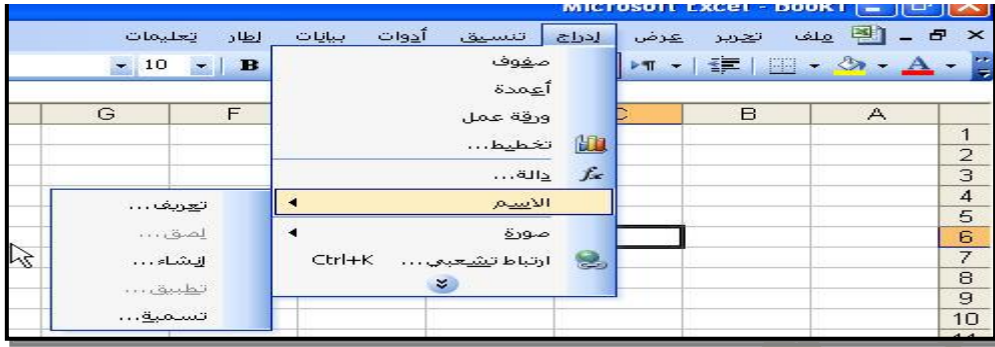 Microsoft Excel - Book1
ملف تحرير عرض إدراج تنسيق أدوات بيانات إطار تعليمات
10 B
A B C F G
صفوف
أعمدة
ورقة عمل
تخطيط...
دالة...
الاسم
صورة
ارتباط تشعبي... Ctrl+K
تعريف...
لصق...
إنشاء...
تطبيق...
تسمية...
1
2
3
4
5
6
7
8
9
10